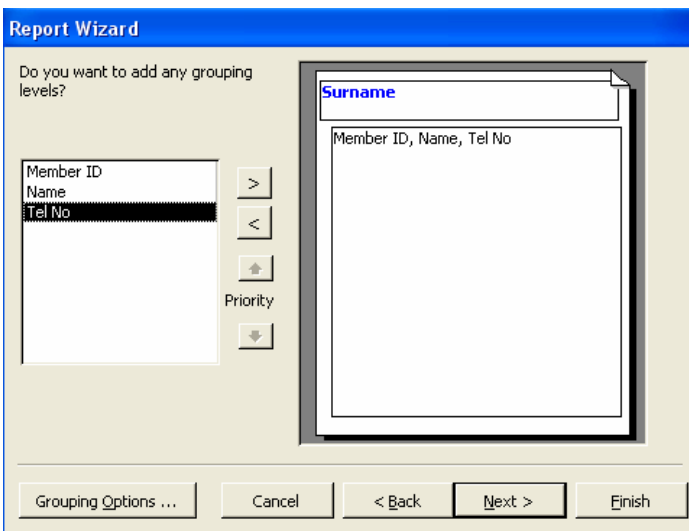 Report Wizard
Do you want to add any grouping
levels?
Member ID
Name
Tel No
>
<
Priority
Surname
Member ID, Name, Tel No
Grouping Options ...
Cancel
< Back
Next >
Finish